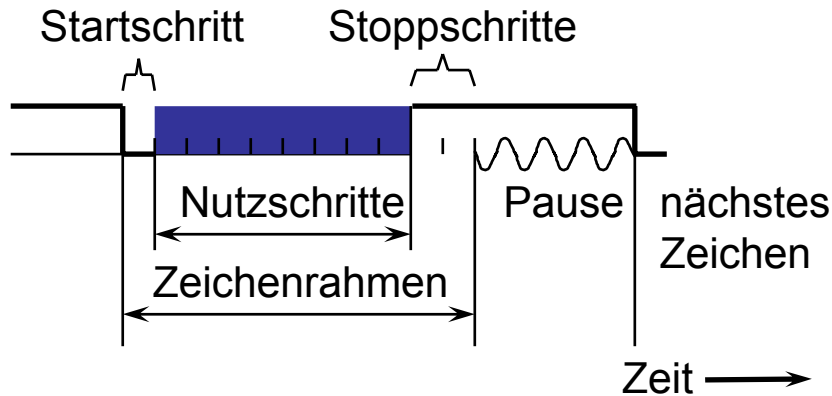 Startschritt
Stoppschritte
Nutzschritte
Pause
nächstes
Zeichen
Zeichenrahmen
Zeit